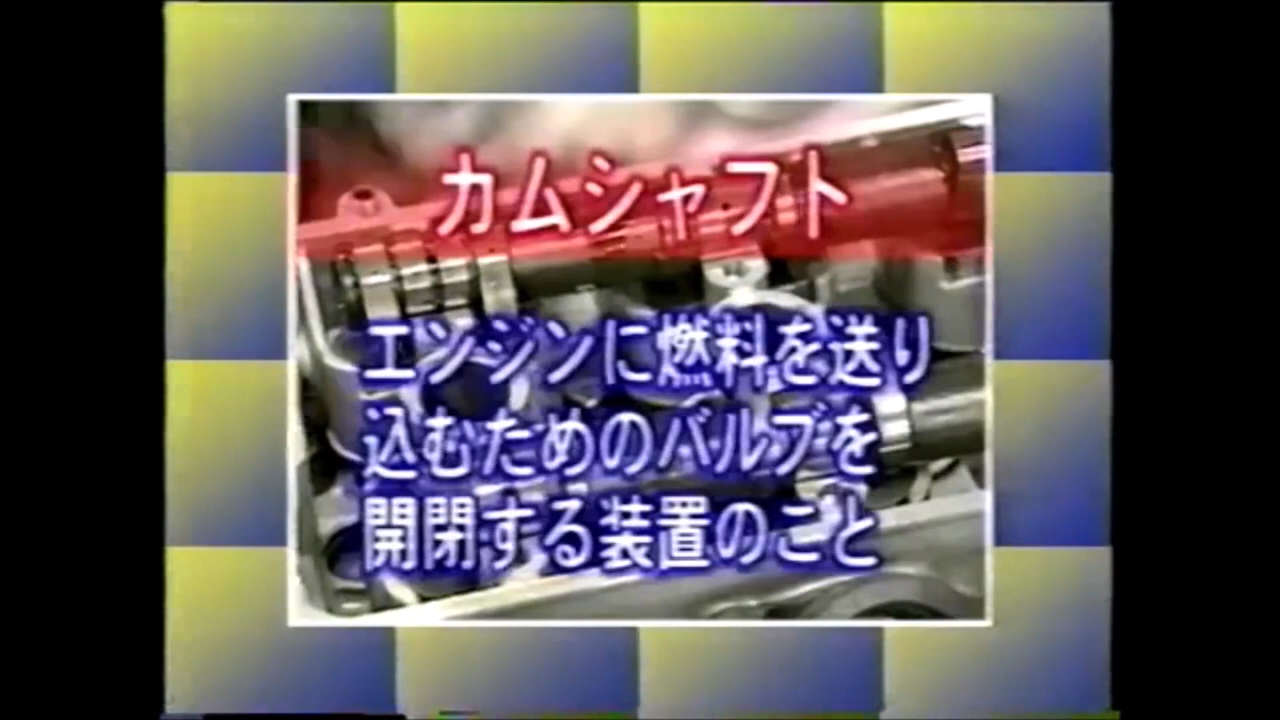 カムシャフト
エンジンに燃料を送り
込むためのバルブを
開閉する装置のこと